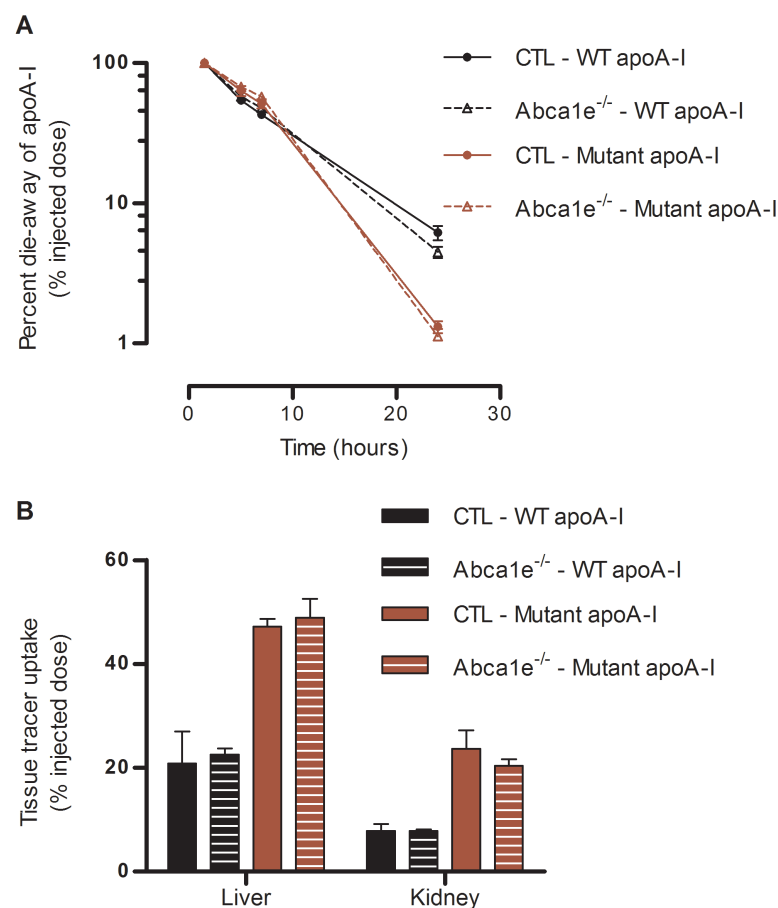 A
Percent die-away of apoA-I
(% injected dose)
100
10
1
0
10
20
30
Time (hours)
CTL - WT apoA-I
Abca1e-/- - WT apoA-I
CTL - Mutant apoA-I
Abca1e-/- - Mutant apoA-I
B
Tissue tracer uptake
(% injected dose)
60
40
20
0
Liver
Kidney
CTL - WT apoA-I
Abca1e-/- - WT apoA-I
CTL - Mutant apoA-I
Abca1e-/- - Mutant apoA-I